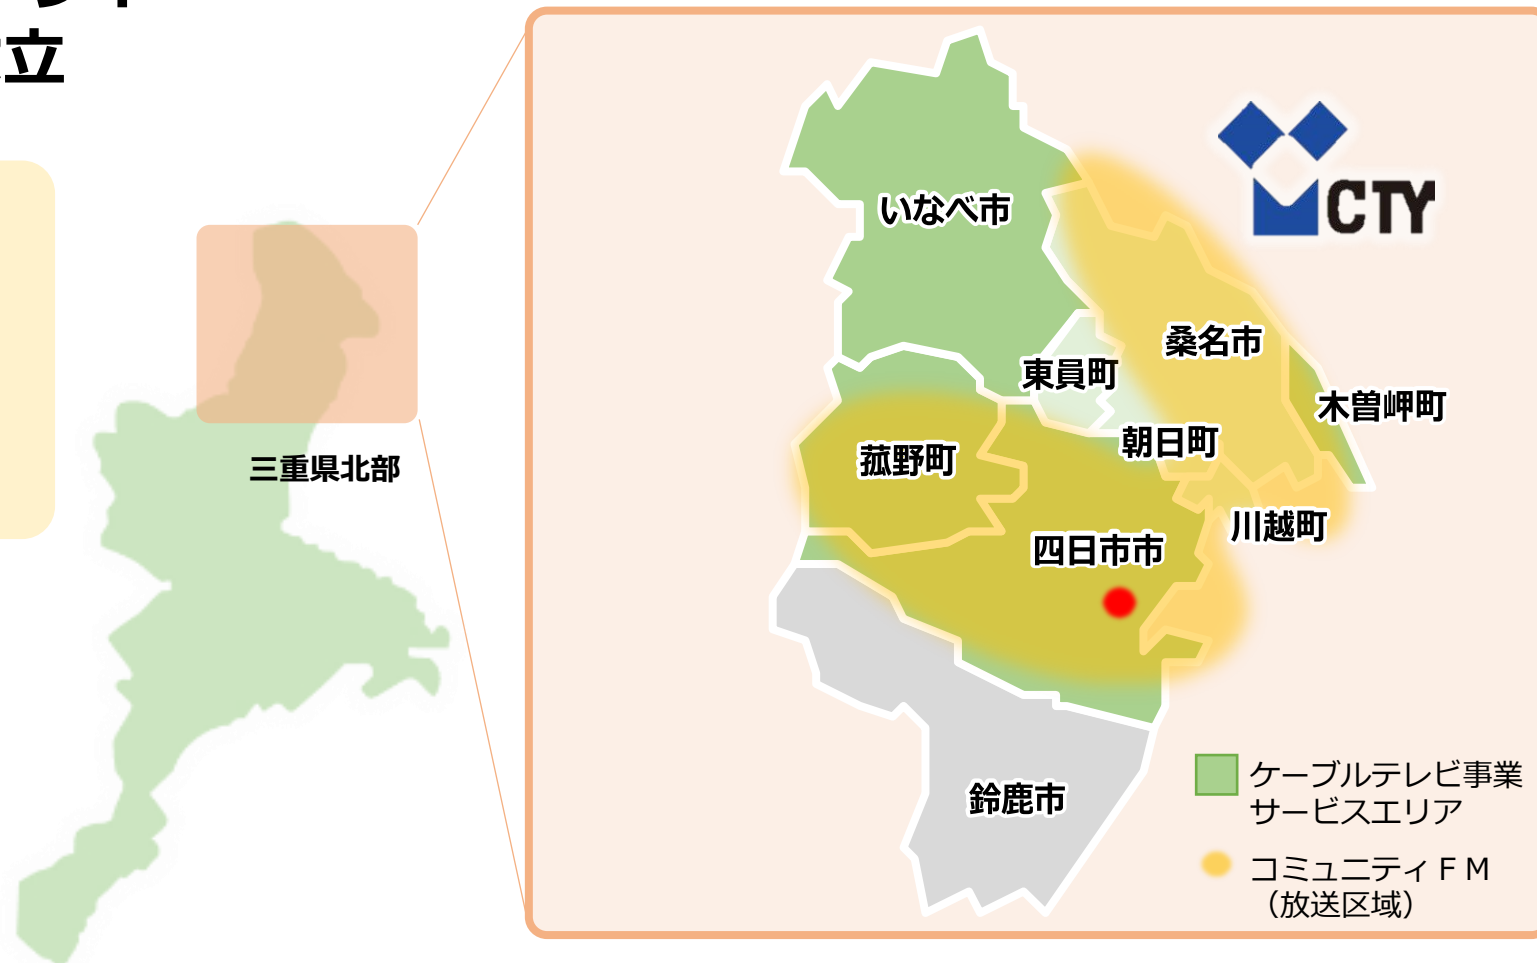 立
三重県北部
CTY
いなべ市
桑名市
東員町
木曽岬町
朝日町
菰野町
川越町
四日市市
鈴鹿市
ケーブルテレビ事業
サービスエリア
コミュニティＦＭ
（放送区域）